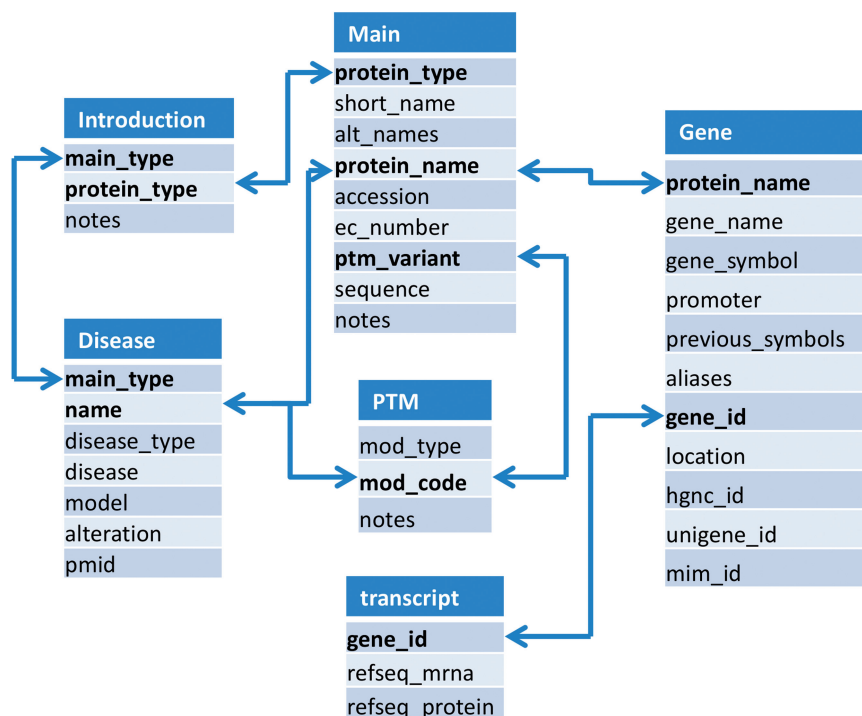 Main
protein_type
short_name
alt_names
protein_name
accession
ec_number
ptm_variant
sequence
notes
Introduction
main_type
protein_type
notes
Gene
protein_name
gene_name
gene_symbol
promoter
previous_symbols
aliases
gene_id
location
hgnc_id
unigene_id
mim_id
Disease
main_type
name
disease_type
disease
model
alteration
pmid
PTM
mod_type
mod_code
notes
transcript
gene_id
refseq_mrna
refseq_protein